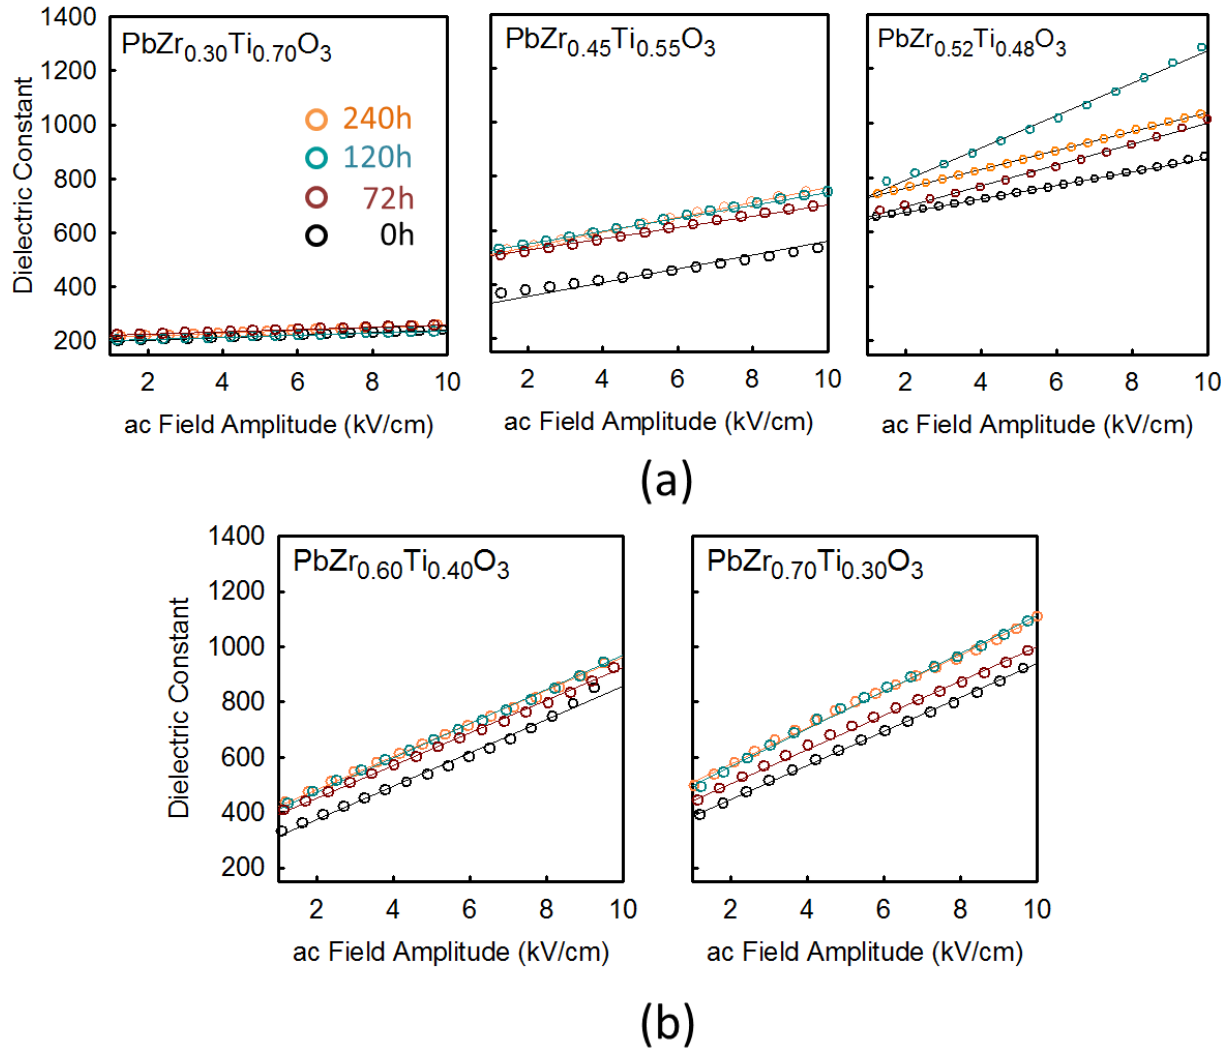 PbZr0.30Ti0.70O3
PbZr0.45Ti0.55O3
PbZr0.52Ti0.48O3
Dielectric Constant
1400
1200
1000
800
600
400
200
240h
120h
72h
0h
2 4 6 8 10
2 4 6 8 10
2 4 6 8 10
ac Field Amplitude (kV/cm)
ac Field Amplitude (kV/cm)
ac Field Amplitude (kV/cm)
(a)
PbZr0.60Ti0.40O3
PbZr0.70Ti0.30O3
Dielectric Constant
1400
1200
1000
800
600
400
200
2 4 6 8 10
2 4 6 8 10
ac Field Amplitude (kV/cm)
ac Field Amplitude (kV/cm)
(b)